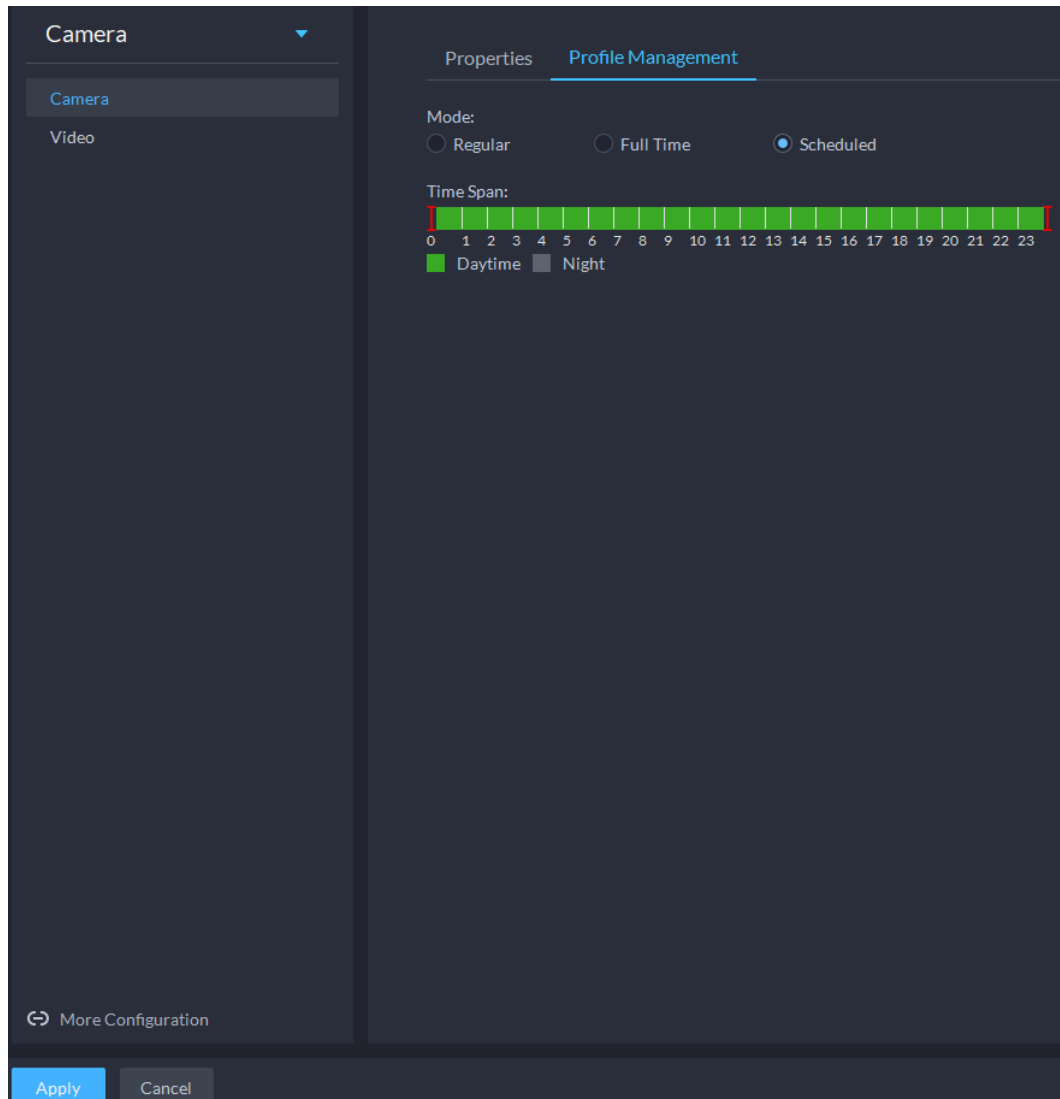 Camera
Properties Profile Management
Camera
Video
Mode:
Regular Full Time Scheduled
Time Span:
0 1 2 3 4 5 6 7 8 9 10 11 12 13 14 15 16 17 18 19 20 21 22 23
Daytime Night
More Configuration
Apply Cancel